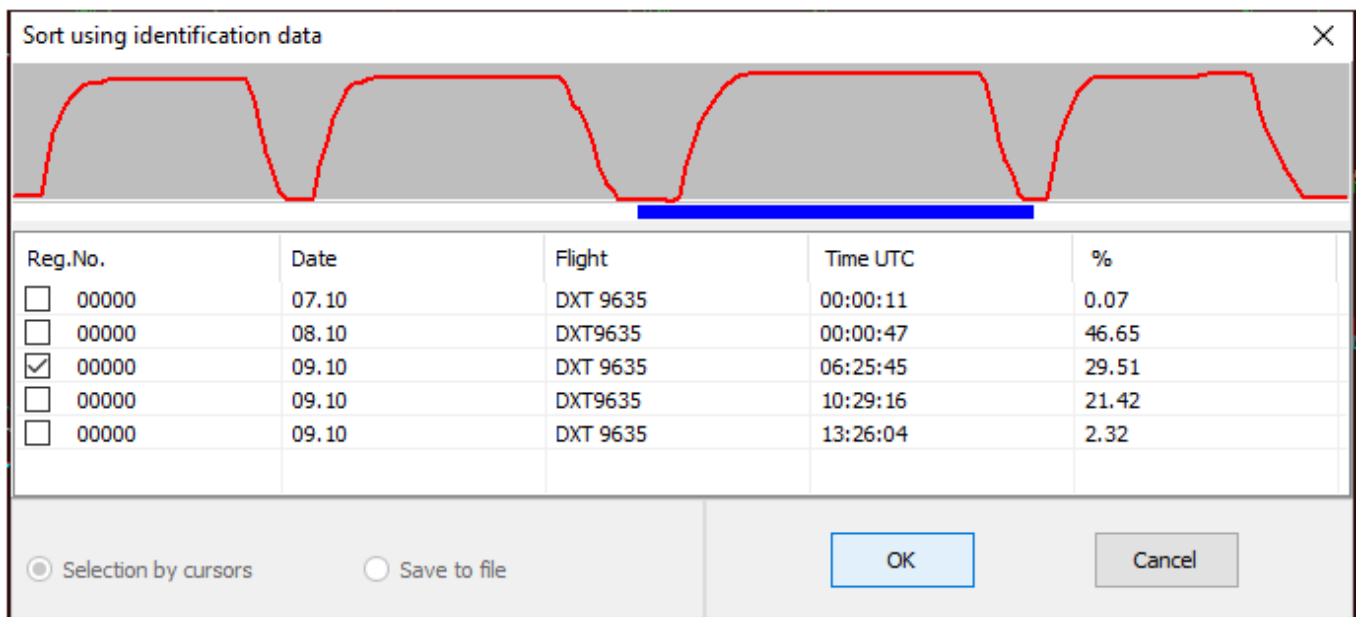 Sort using identification data
Reg.No. Date Flight Time UTC %
00000 07.10 DXT 9635 00:00:11 0.07
00000 08.10 DXT9635 00:00:47 46.65
00000 09.10 DXT 9635 06:25:45 29.51
00000 09.10 DXT9635 10:29:16 21.42
00000 09.10 DXT 9635 13:26:04 2.32
Selection by cursors Save to file OK Cancel